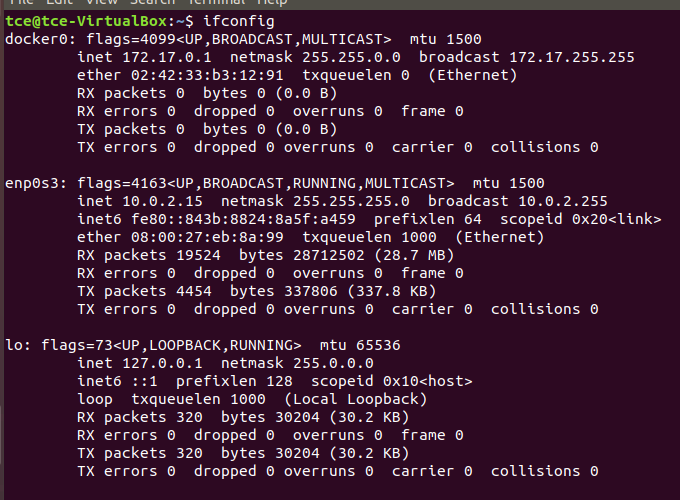 File Edit View Search Terminal Help
tce@tce-VirtualBox:~$ ifconfig
docker0: flags=4099<UP,BROADCAST,MULTICAST>  mtu 1500
        inet 172.17.0.1  netmask 255.255.0.0  broadcast 172.17.255.255
        ether 02:42:33:b3:12:91  txqueuelen 0  (Ethernet)
        RX packets 0  bytes 0 (0.0 B)
        RX errors 0  dropped 0  overruns 0  frame 0
        TX packets 0  bytes 0 (0.0 B)
        TX errors 0  dropped 0 overruns 0  carrier 0  collisions 0
enp0s3: flags=4163<UP,BROADCAST,RUNNING,MULTICAST>  mtu 1500
        inet 10.0.2.15  netmask 255.255.255.0  broadcast 10.0.2.255
        inet6 fe80::843b:8824:8a5f:a459  prefixlen 64  scopeid 0x20<link>
        ether 08:00:27:eb:8a:99  txqueuelen 1000  (Ethernet)
        RX packets 19524  bytes 28712502 (28.7 MB)
        RX errors 0  dropped 0  overruns 0  frame 0
        TX packets 4454  bytes 337806 (337.8 KB)
        TX errors 0  dropped 0 overruns 0  carrier 0  collisions 0
lo: flags=73<UP,LOOPBACK,RUNNING>  mtu 65536
        inet 127.0.0.1  netmask 255.0.0.0
        inet6 ::1  prefixlen 128  scopeid 0x10<host>
        loop  txqueuelen 1000  (Local Loopback)
        RX packets 320  bytes 30204 (30.2 KB)
        RX errors 0  dropped 0  overruns 0  frame 0
        TX packets 320  bytes 30204 (30.2 KB)
        TX errors 0  dropped 0 overruns 0  carrier 0  collisions 0